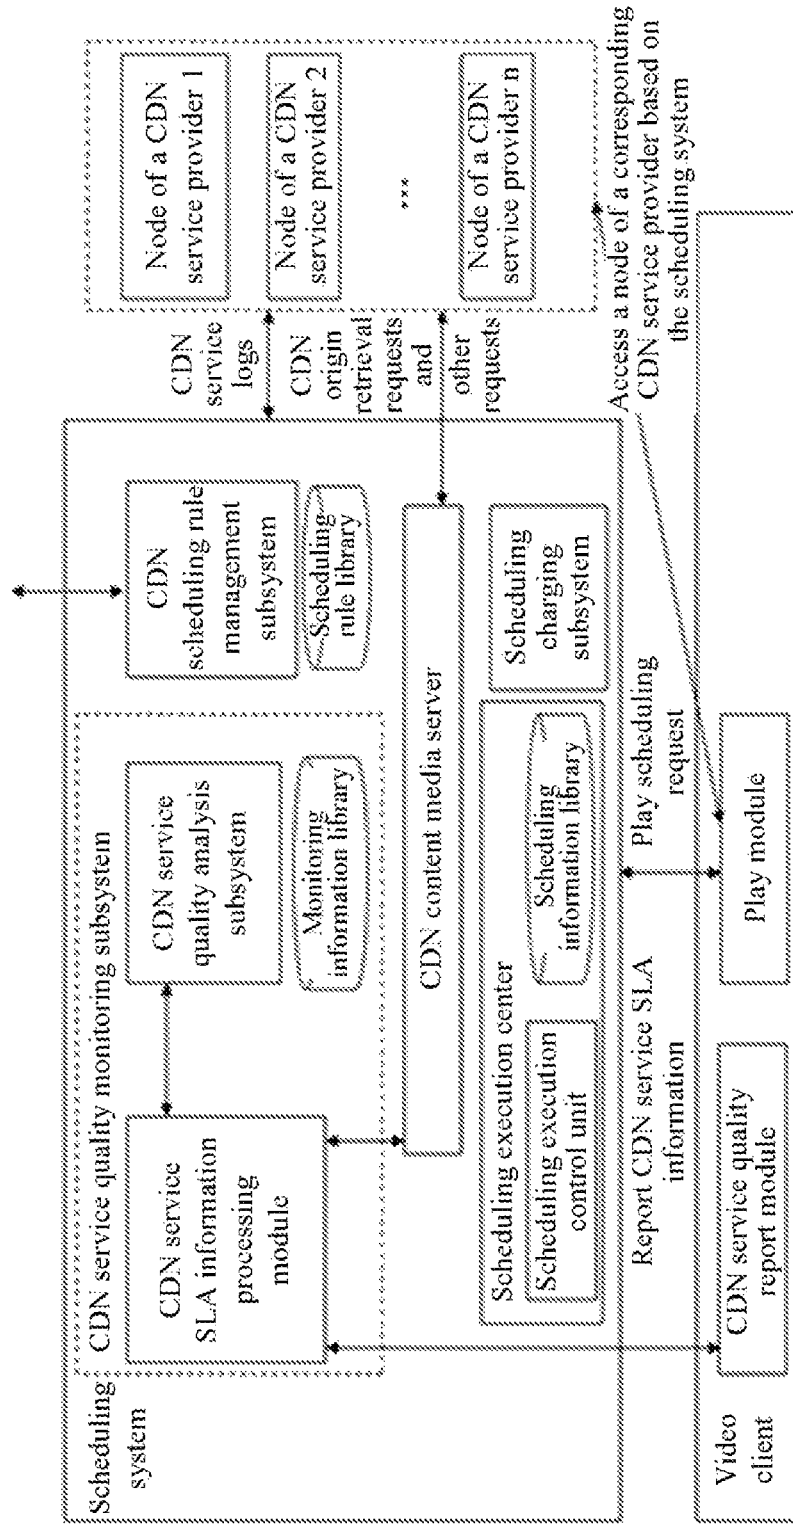 Scheduling
system
CDN service quality monitoring subsystem
CDN service
SLA information
processing
module
CDN service
quality analysis
subsystem
Monitoring
information library
CDN
scheduling rule
management
subsystem
Scheduling
rule library
CDN content media server
Scheduling execution center
Scheduling execution
control unit
Scheduling
information library
Scheduling
charging
subsystem
CDN
service
logs
CDN
origin
retrieval
requests
and
other
requests
Node of a CDN
service provider 1
Node of a CDN
service provider 2
...
Node of a CDN
service provider n
Report CDN service SLA
information
Play scheduling
request
Access a node of a corresponding
CDN service provider based on
the scheduling system
Video
client
CDN service quality
report module
Play module